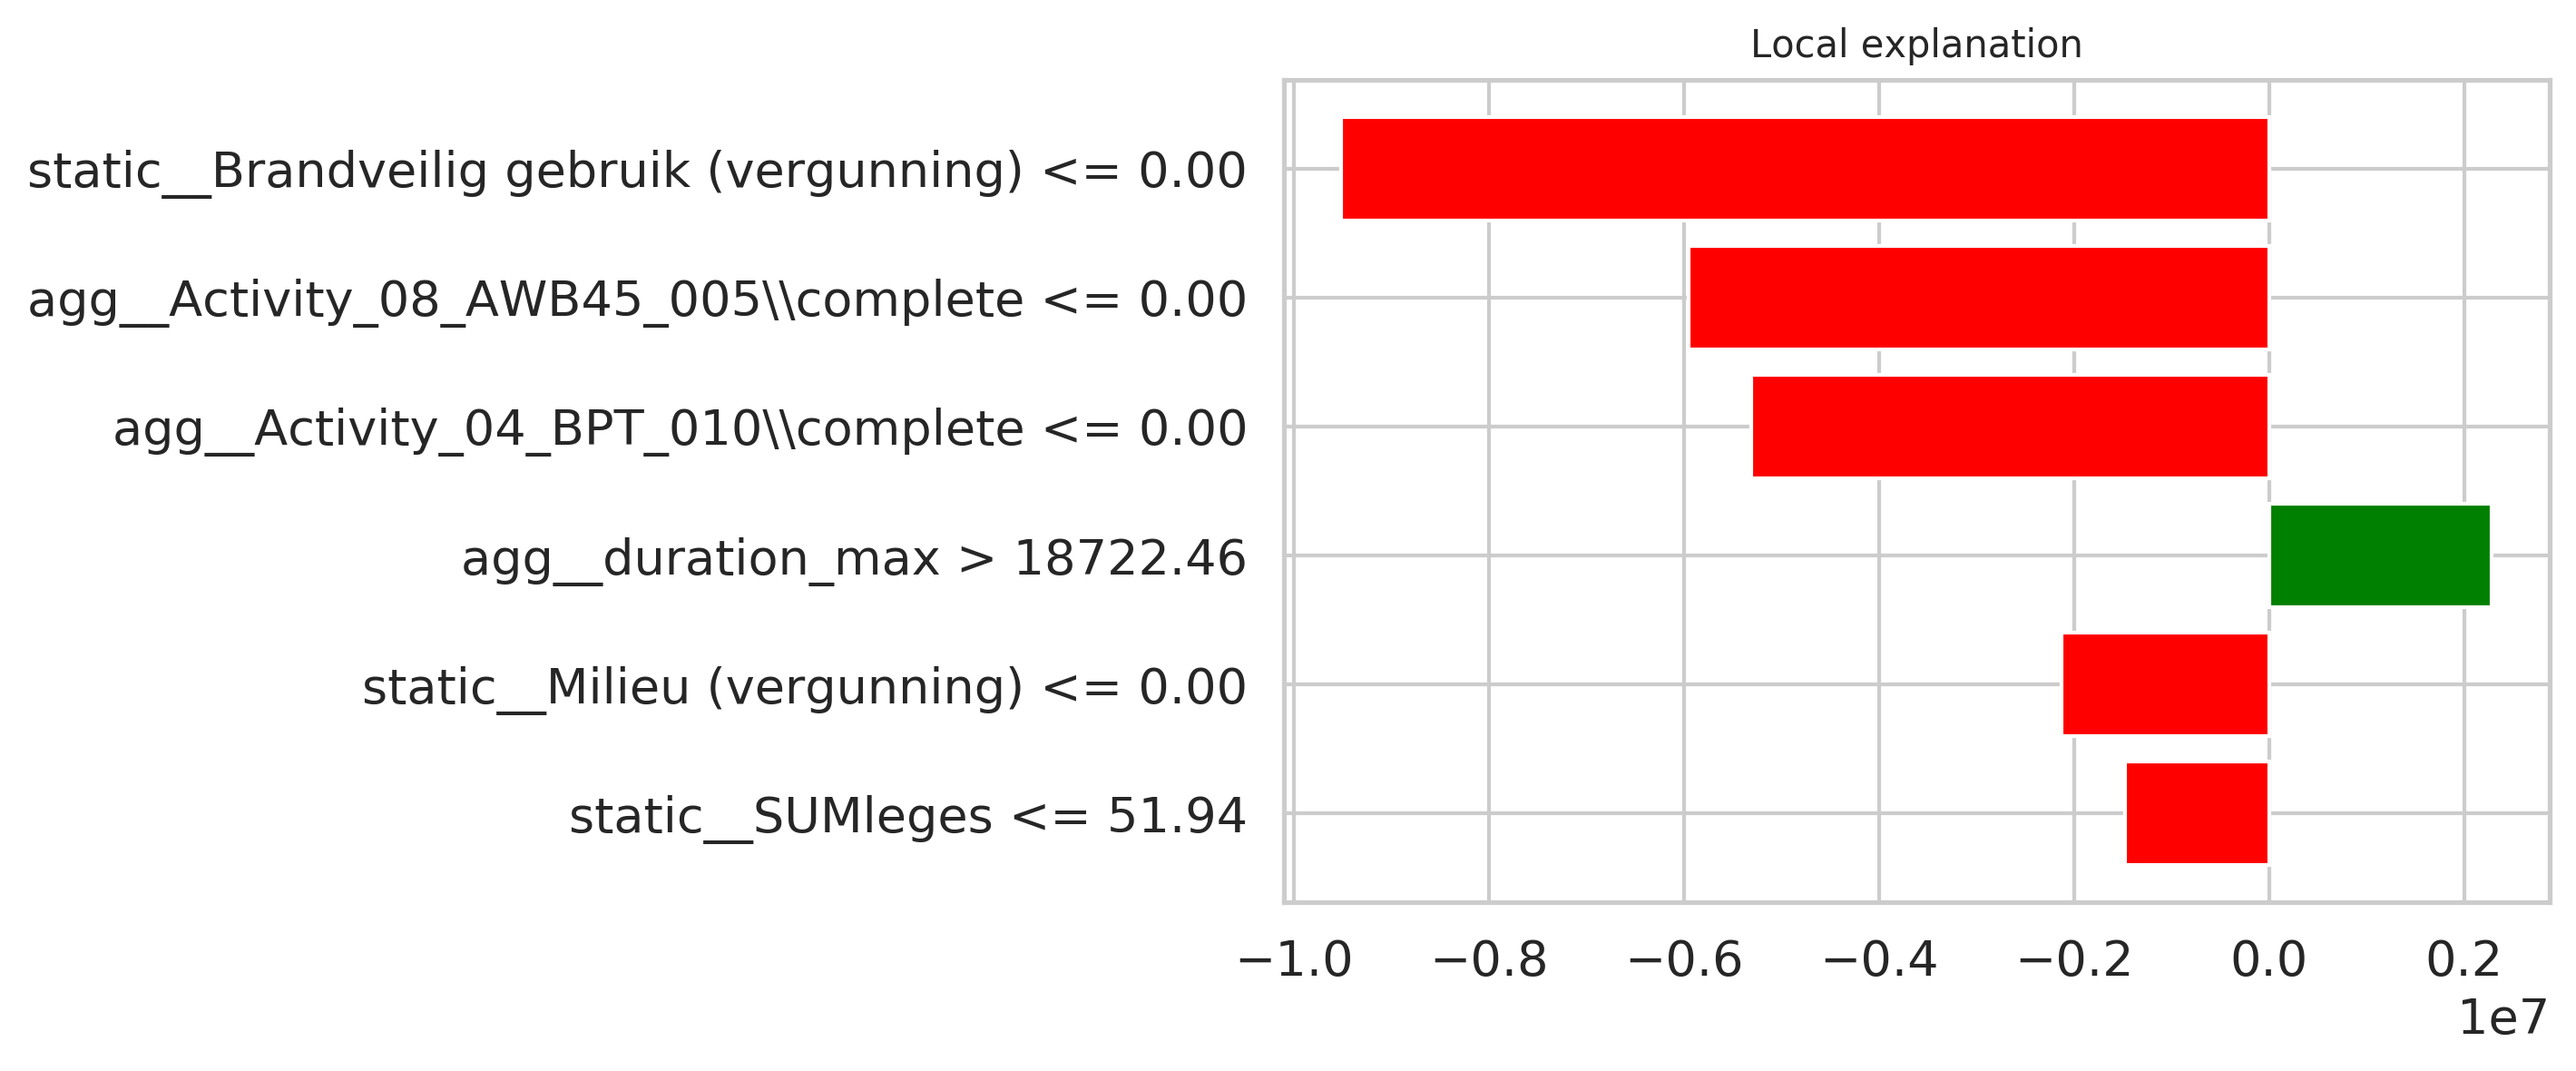 Local explanation
static__Brandveilig gebruik (vergunning) <= 0.00
agg__Activity_08_AWB45_005\\complete <= 0.00
agg__Activity_04_BPT_010\\complete <= 0.00
agg__duration_max > 18722.46
static__Milieu (vergunning) <= 0.00
static__SUMleges <= 51.94
−1.0 −0.8 −0.6 −0.4 −0.2 0.0 0.2
1e7